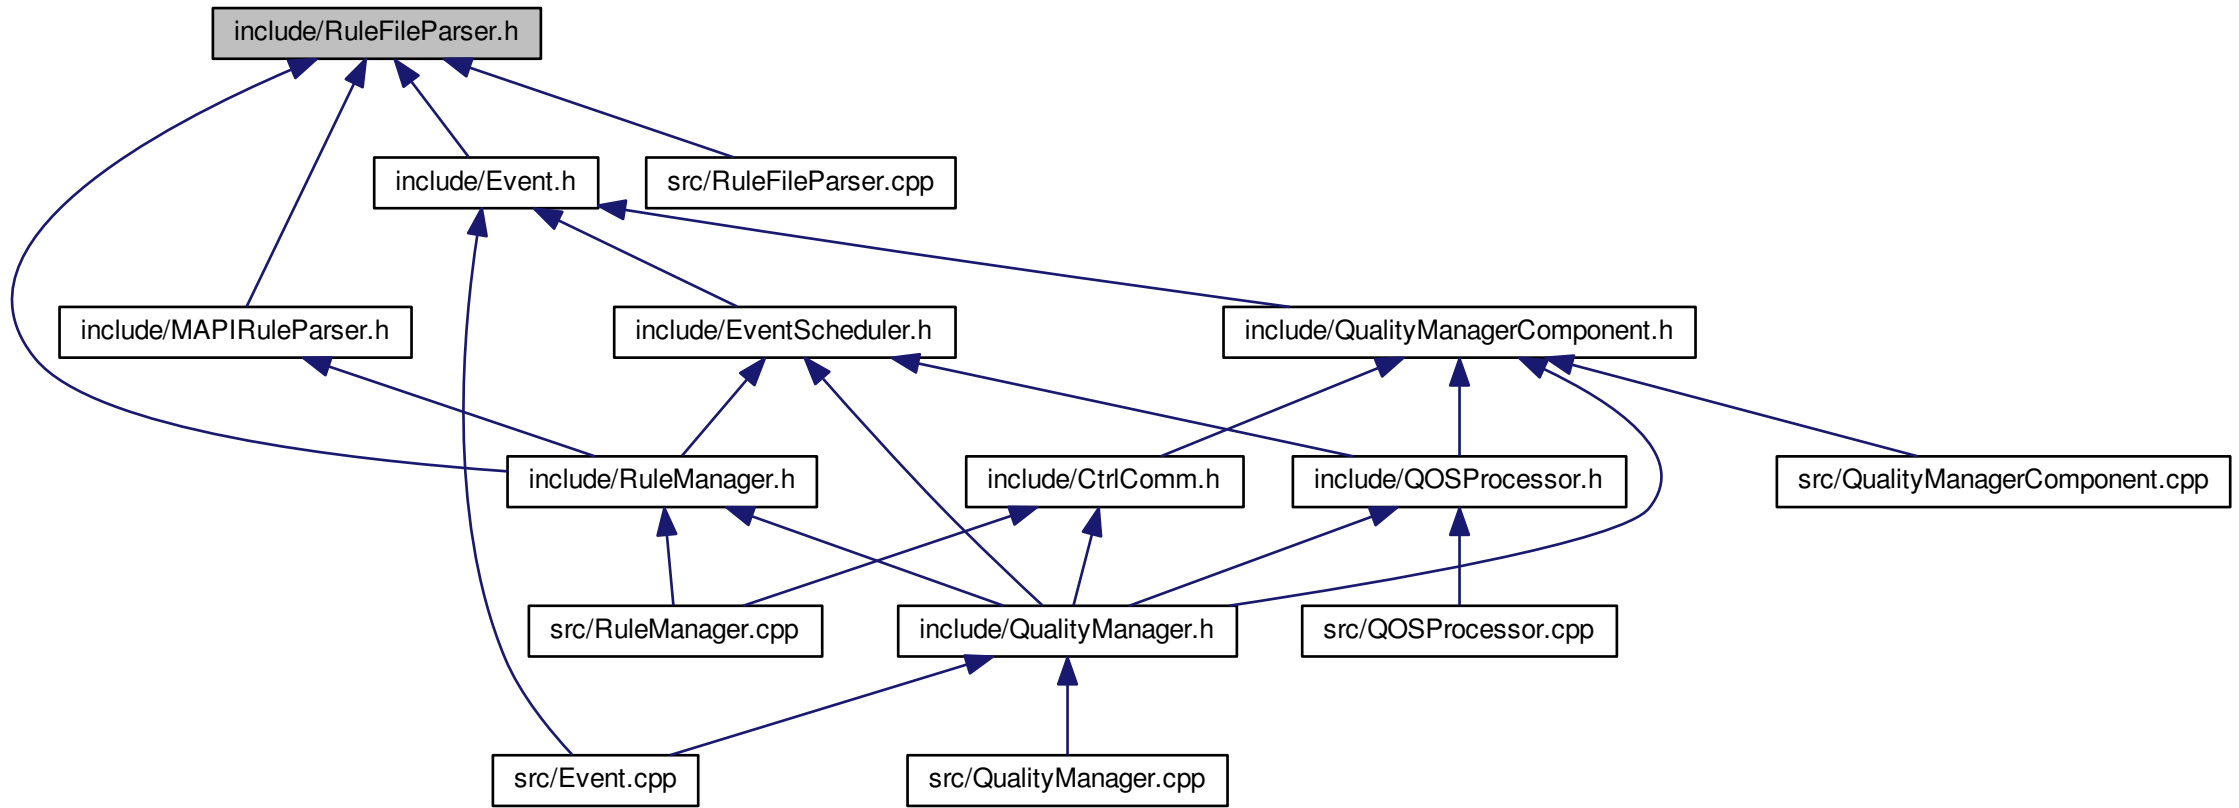 include/RuleFileParser.h
include/Event.h
src/RuleFileParser.cpp
include/MAPIRuleParser.h
include/EventScheduler.h
include/QualityManagerComponent.h
include/RuleManager.h
include/CtrlComm.h
include/QOSProcessor.h
src/QualityManagerComponent.cpp
src/RuleManager.cpp
include/QualityManager.h
src/QOSProcessor.cpp
src/Event.cpp
src/QualityManager.cpp